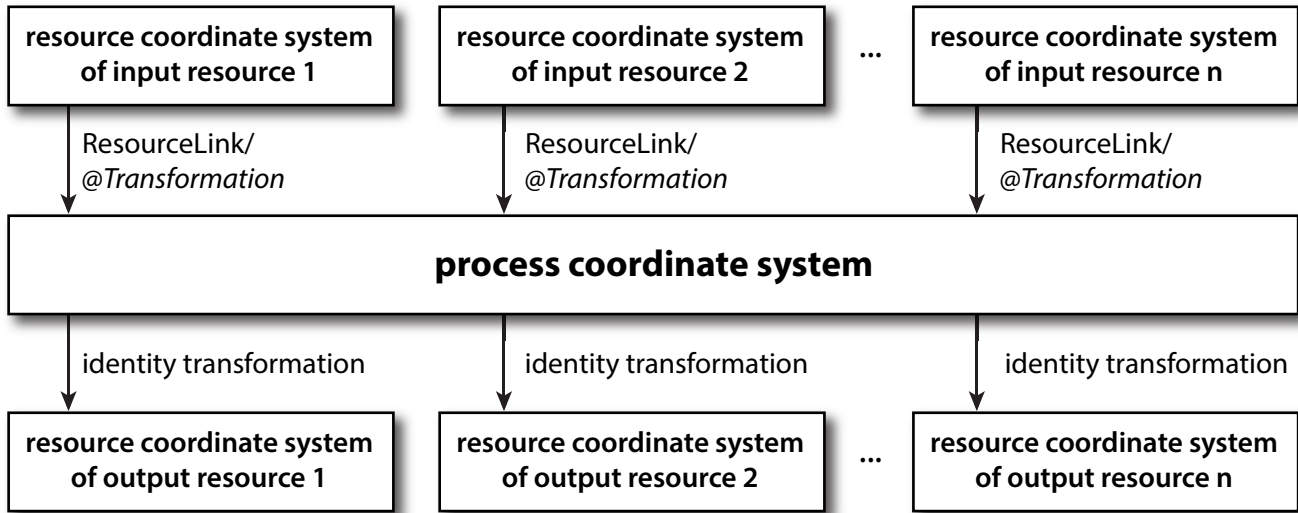 resource coordinate system
of input resource 1
resource coordinate system
of input resource 2
...
resource coordinate system
of input resource n
ResourceLink/
@Transformation
ResourceLink/
@Transformation
ResourceLink/
@Transformation
process coordinate system
identity transformation
identity transformation
identity transformation
resource coordinate system
of output resource 1
resource coordinate system
of output resource 2
...
resource coordinate system
of output resource n